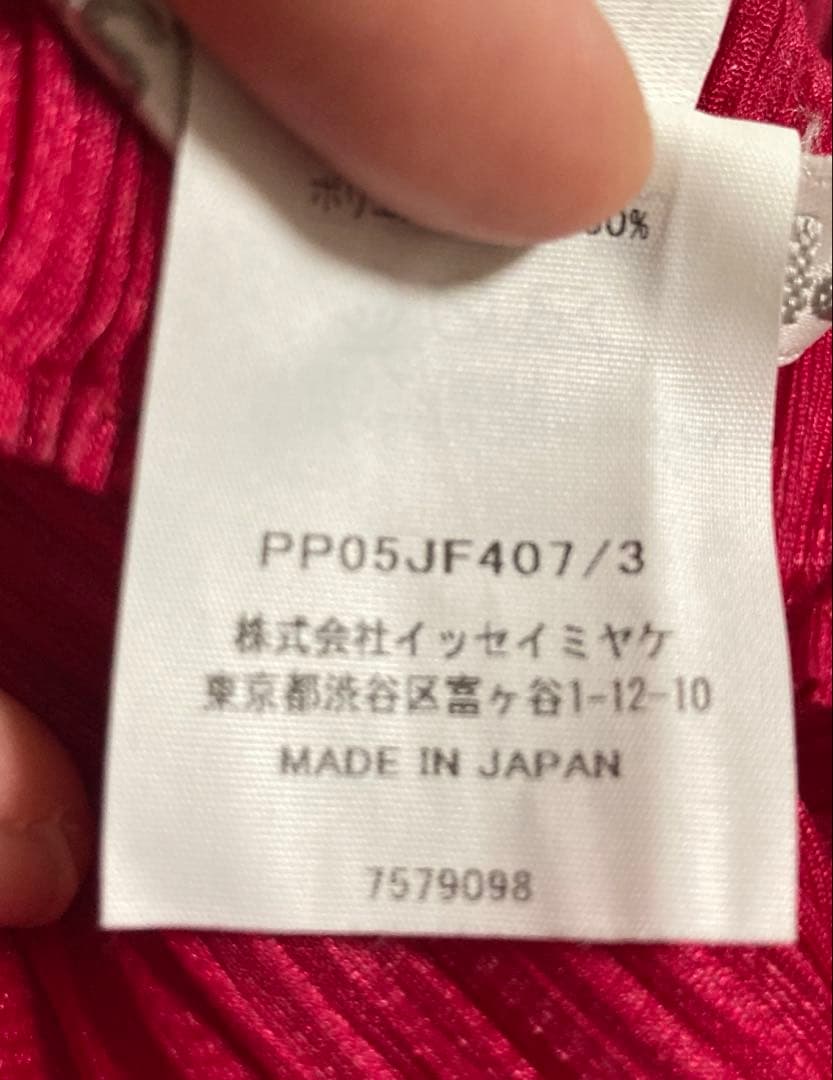 PP05JF407/3
株式会社イッセイミヤケ
東京都渋谷区富ヶ谷1-12-10
MADE IN JAPAN
7579098